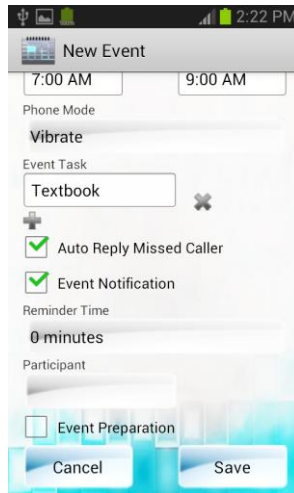 2:22 PM
New Event
7:00 AM 9:00 AM
Phone Mode
Vibrate
Event Task
Textbook
Auto Reply Missed Caller
Event Notification
Reminder Time
0 minutes
Participant
Event Preparation
Cancel Save